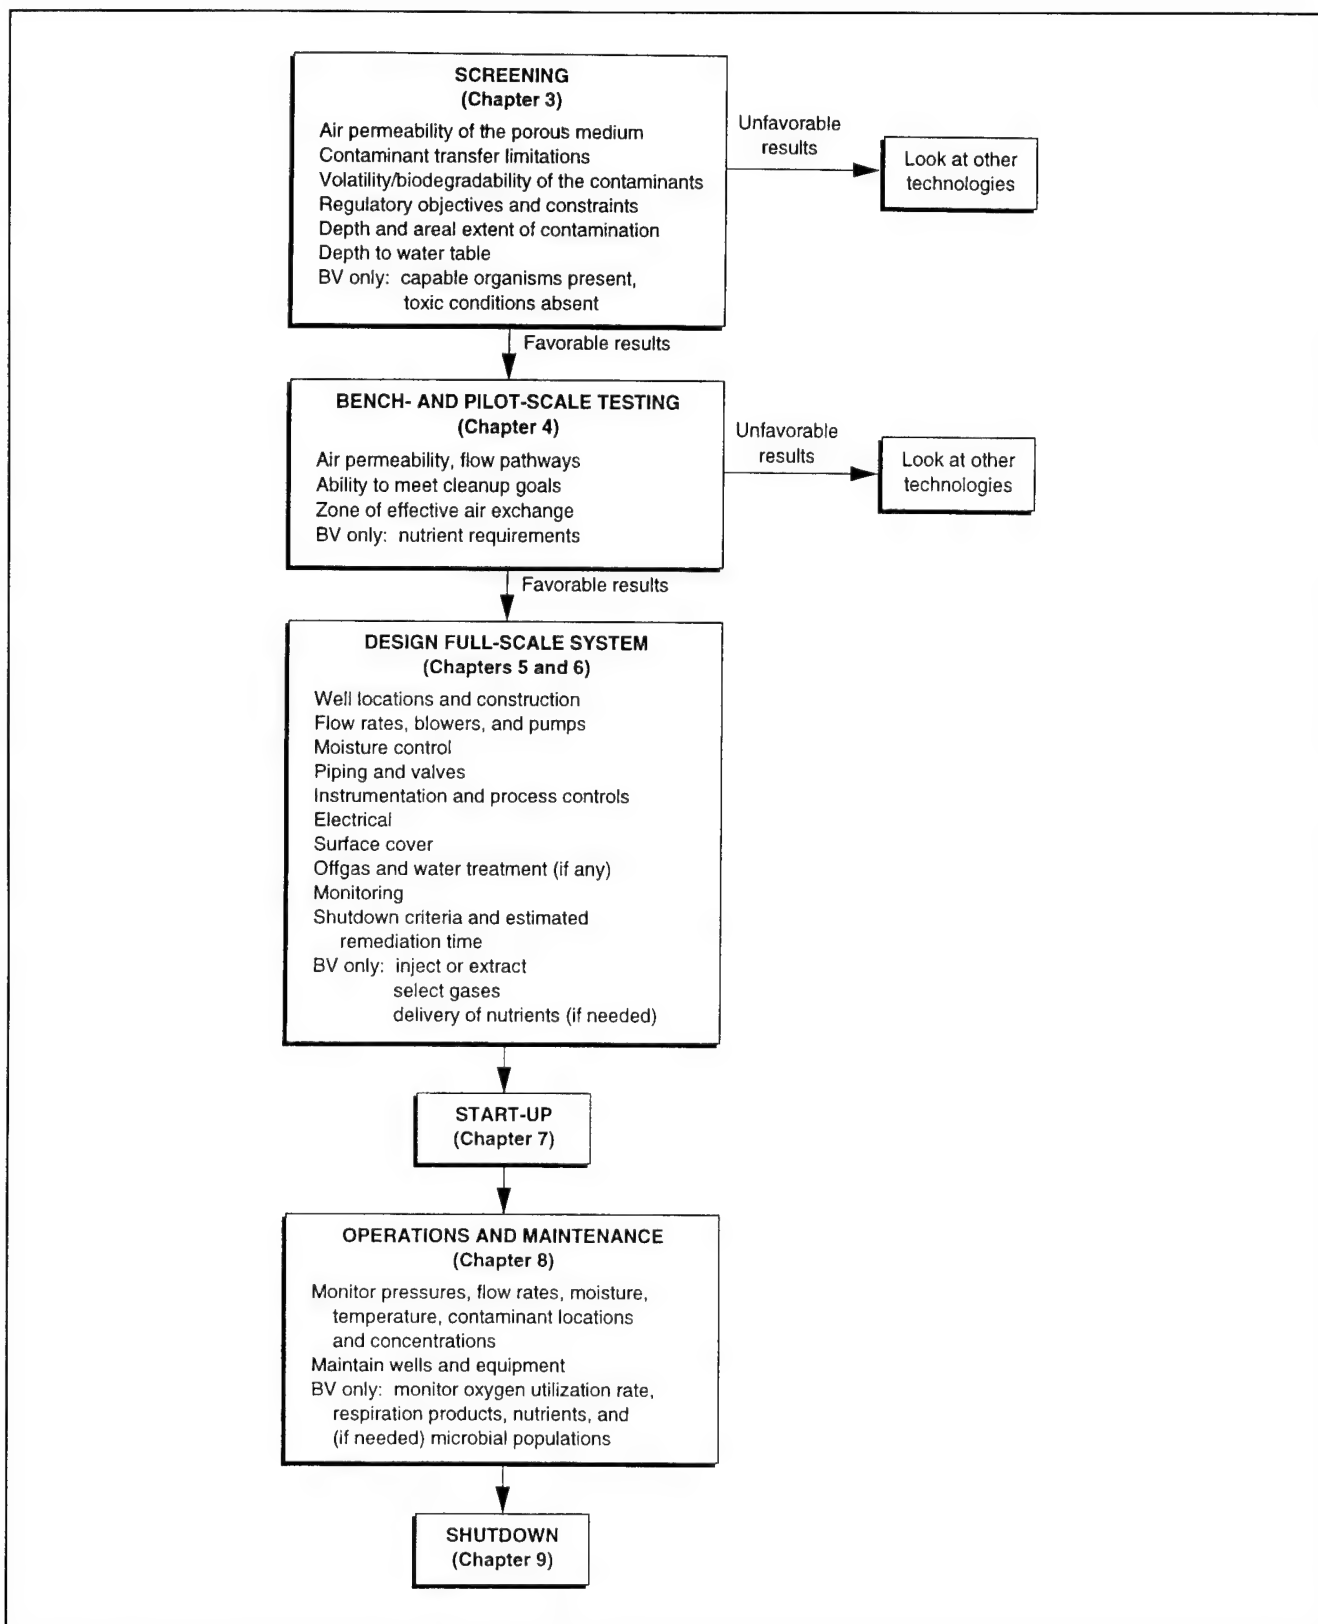 SCREENING
(Chapter 3)
Air permeability of the porous medium
Contaminant transfer limitations
Volatility/biodegradability of the contaminants
Regulatory objectives and constraints
Depth and areal extent of contamination
Depth to water table
BV only: capable organisms present,
toxic conditions absent
Unfavorable
results
Look at other
technologies
Favorable results
BENCH- AND PILOT-SCALE TESTING
(Chapter 4)
Air permeability, flow pathways
Ability to meet cleanup goals
Zone of effective air exchange
BV only: nutrient requirements
Unfavorable
results
Look at other
technologies
Favorable results
DESIGN FULL-SCALE SYSTEM
(Chapters 5 and 6)
Well locations and construction
Flow rates, blowers, and pumps
Moisture control
Piping and valves
Instrumentation and process controls
Electrical
Surface cover
Offgas and water treatment (if any)
Monitoring
Shutdown criteria and estimated
remediation time
BV only: inject or extract
select gases
delivery of nutrients (if needed)
START-UP
(Chapter 7)
OPERATIONS AND MAINTENANCE
(Chapter 8)
Monitor pressures, flow rates, moisture,
temperature, contaminant locations
and concentrations
Maintain wells and equipment
BV only: monitor oxygen utilization rate,
respiration products, nutrients, and
(if needed) microbial populations
SHUTDOWN
(Chapter 9)